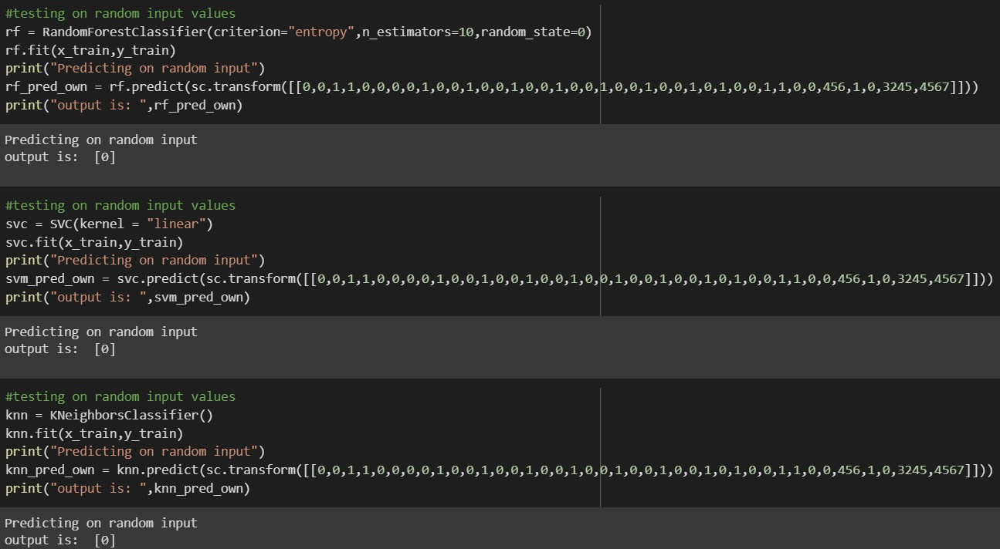 #testing on random input values
rf = RandomForestClassifier(criterion="entropy",n_estimators=10,random_state=0)
rf.fit(x_train,y_train)
print("Predicting on random input")
rf_pred_own = rf.predict(sc.transform([[0,0,1,1,0,0,0,0,1,0,0,1,0,0,1,0,0,1,0,0,1,0,0,1,0,0,1,0,1,0,0,1,1,0,0,456,1,0,3245,4567]]))
print("output is: ",rf_pred_own)
Predicting on random input
output is:  [0]
#testing on random input values
svc = SVC(kernel = "linear")
svc.fit(x_train,y_train)
print("Predicting on random input")
svm_pred_own = svc.predict(sc.transform([[0,0,1,1,0,0,0,0,1,0,0,1,0,0,1,0,0,1,0,0,1,0,0,1,0,0,1,0,1,0,0,1,1,0,0,456,1,0,3245,4567]]))
print("output is: ",svm_pred_own)
Predicting on random input
output is:  [0]
#testing on random input values
knn = KNeighborsClassifier()
knn.fit(x_train,y_train)
print("Predicting on random input")
knn_pred_own = knn.predict(sc.transform([[0,0,1,1,0,0,0,0,1,0,0,1,0,0,1,0,0,1,0,0,1,0,0,1,0,0,1,0,1,0,0,1,1,0,0,456,1,0,3245,4567]]))
print("output is: ",knn_pred_own)
Predicting on random input
output is:  [0]